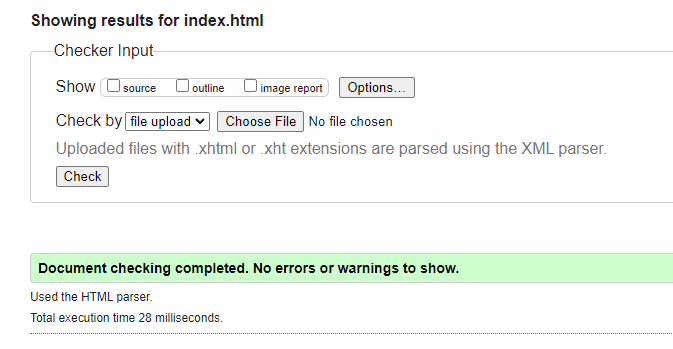 Showing results for index.html
Checker Input
Show source outline image report Options...
Check by file upload Choose File No file chosen
Uploaded files with .xhtml or .xht extensions are parsed using the XML parser.
Check
Document checking completed. No errors or warnings to show.
Used the HTML parser.
Total execution time 28 milliseconds.